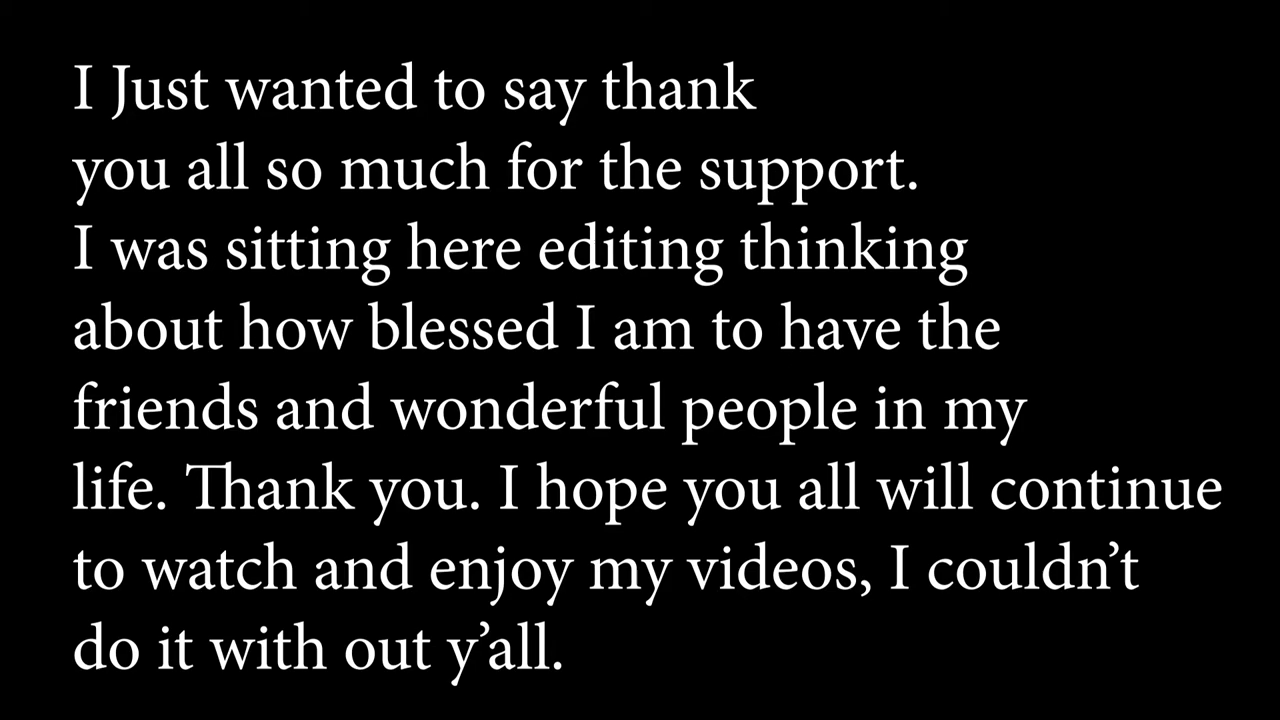 I Just wanted to say thank
you all so much for the support.
I was sitting here editing thinking
about how blessed I am to have the
friends and wonderful people in my
life. Thank you. I hope you all will continue
to watch and enjoy my videos, I couldn’t
do it with out y’all.